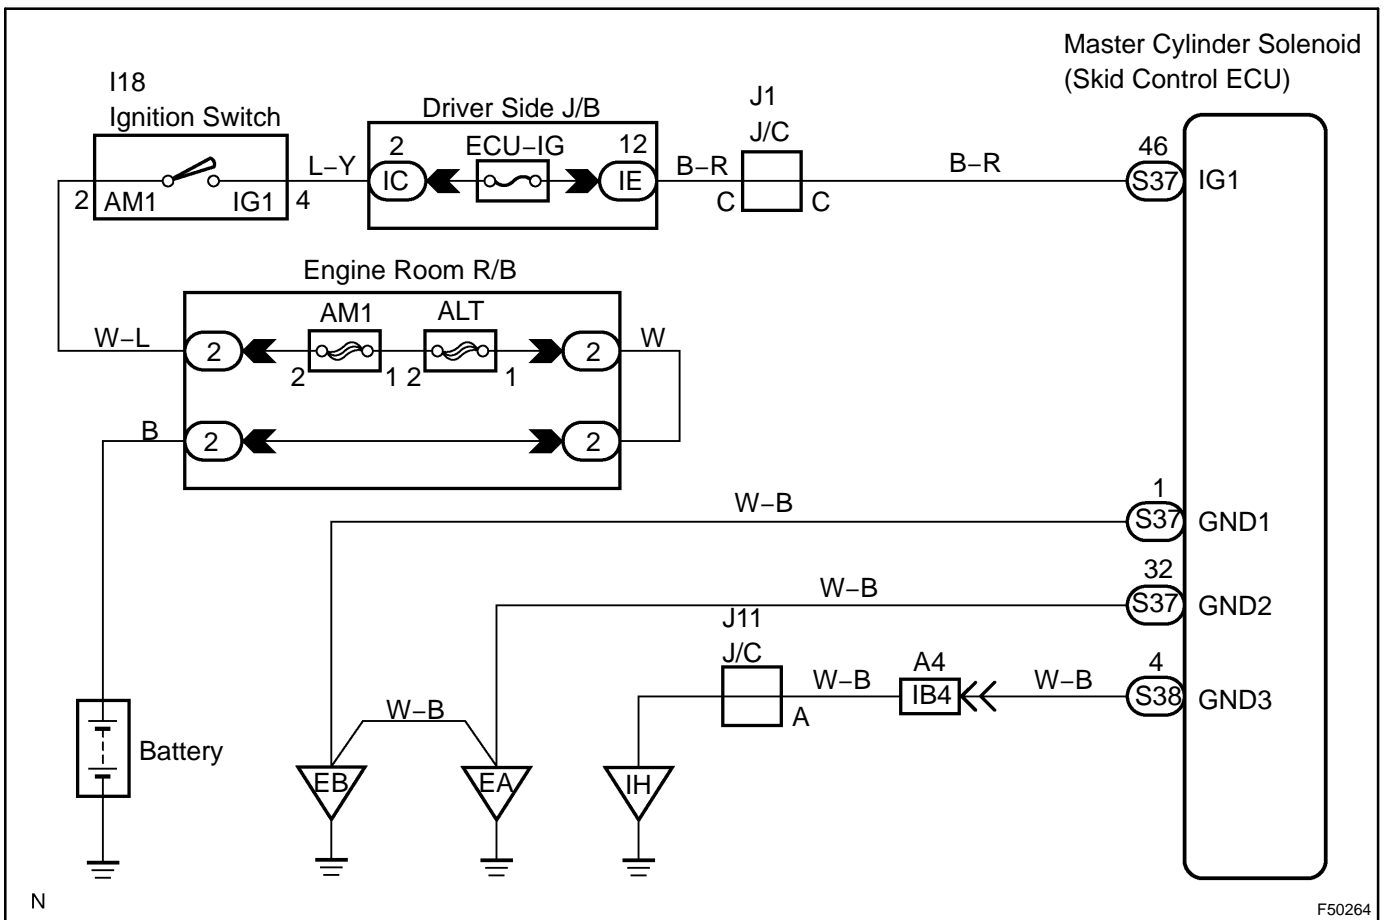 Master Cylinder Solenoid
(Skid Control ECU)
I18
Ignition Switch
Driver Side J/B
J1
J/C
2
ECU−IG
12
46
L−Y
IC
IE
B−R
B−R
S37
IG1
2
AM1
IG1
4
C
C
Engine Room R/B
AM1
ALT
W−L
2
2
W
2
1
2
1
B
2
2
1
W−B
S37
GND1
32
W−B
S37
GND2
J11
J/C
A4
4
W−B
IB4
W−B
S38
GND3
A
W−B
Battery
EB
EA
IH
N
F50264